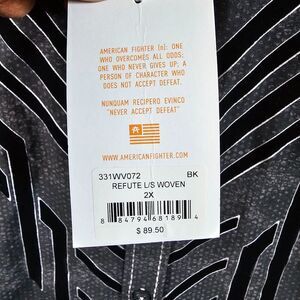 AMERICAN FIGHTER (n): ONE
WHO OVERCOMES ALL ODDS;
ONE WHO NEVER GIVES UP; A
PERSON OF CHARACTER WHO
DOES NOT ACCEPT DEFEAT.
NUNQUAM RECIPERO EVINCO
"NEVER ACCEPT DEFEAT"
WWW.AMERICANFIGHTER.COM
331WV072 BK
REFUTE L/S WOVEN
2X
8 84794 68189 4
$ 89.50